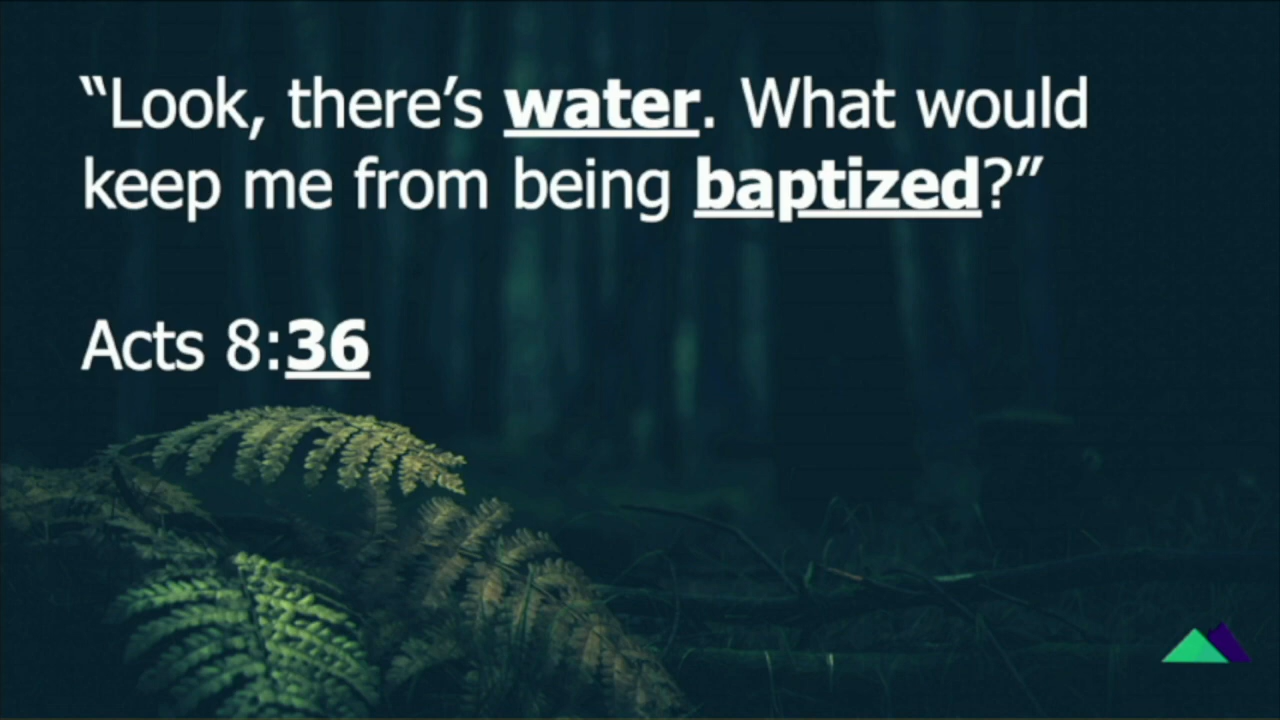 “Look, there’s water. What would
keep me from being baptized?”
Acts 8:36